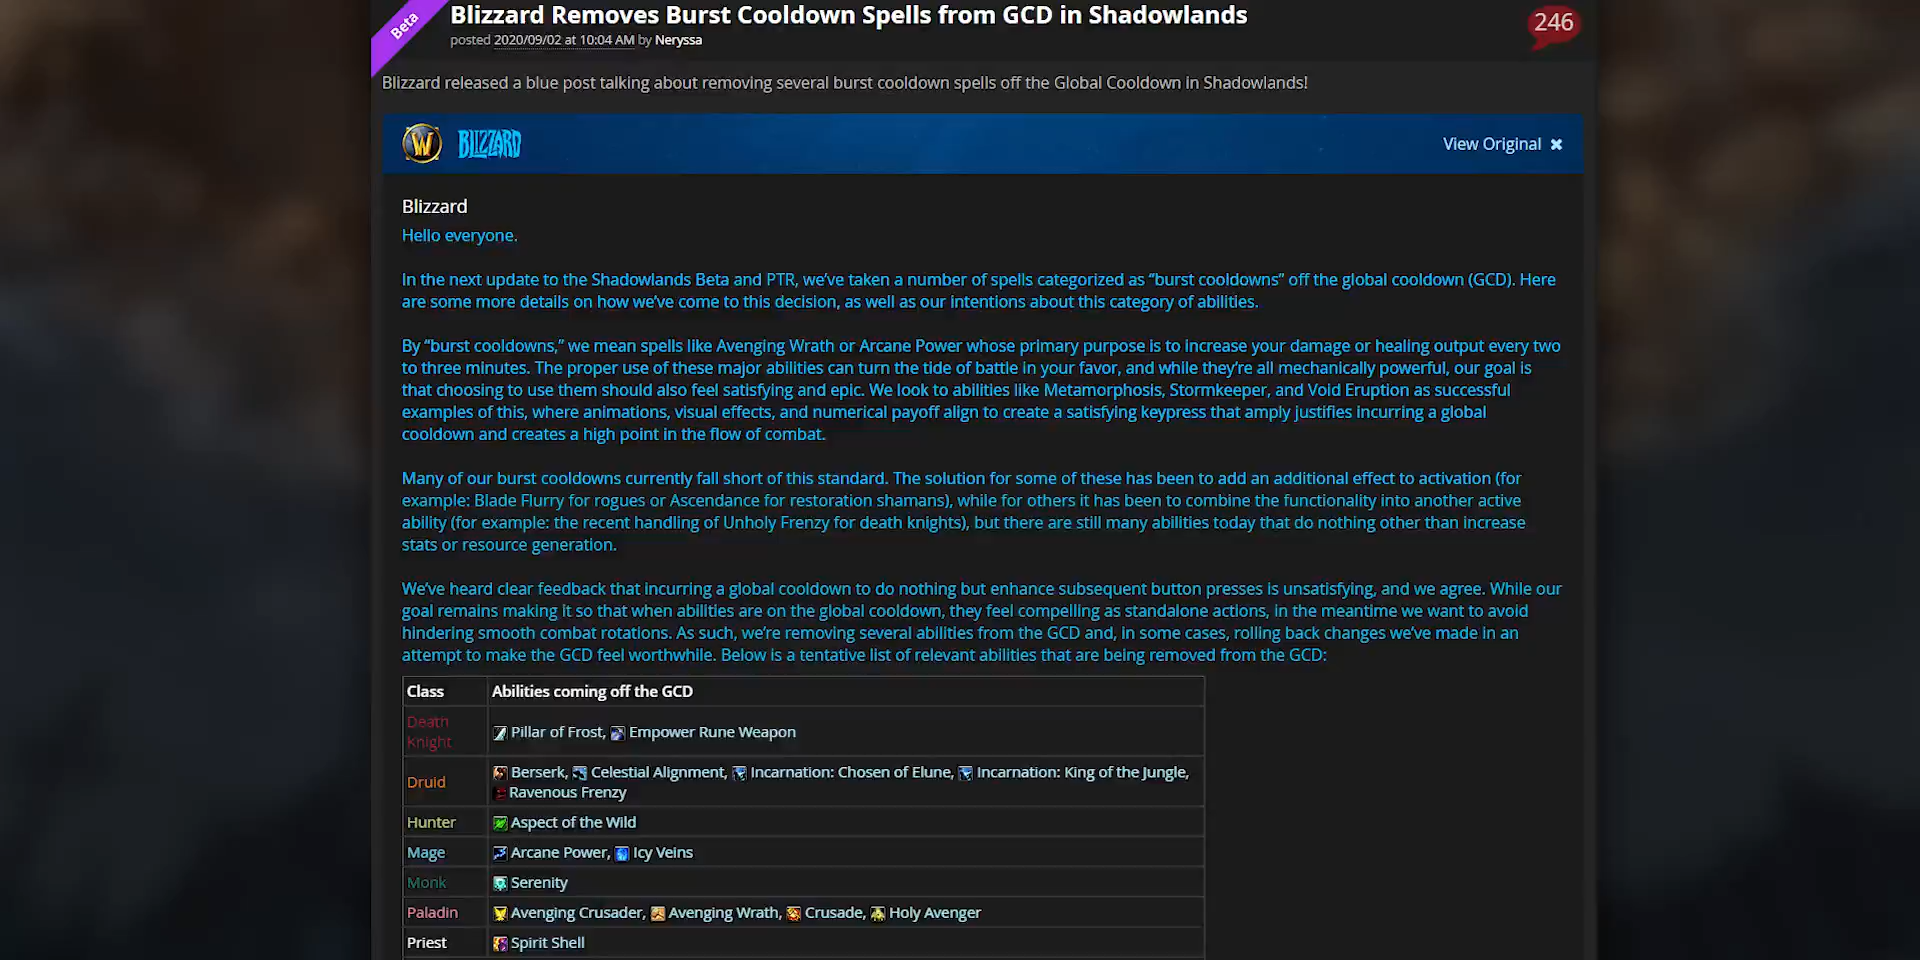 Beta
Blizzard Removes Burst Cooldown Spells from GCD in Shadowlands
246
posted 2020/09/02 at 10:04 AM by Neryssa
Blizzard released a blue post talking about removing several burst cooldown spells off the Global Cooldown in Shadowlands!
W BLIZZARD
View Original ✖
Blizzard
Hello everyone.
In the next update to the Shadowlands Beta and PTR, we’ve taken a number of spells categorized as “burst cooldowns” off the global cooldown (GCD). Here
are some more details on how we’ve come to this decision, as well as our intentions about this category of abilities.
By “burst cooldowns,” we mean spells like Avenging Wrath or Arcane Power whose primary purpose is to increase your damage or healing output every two
to three minutes. The proper use of these major abilities can turn the tide of battle in your favor, and while they’re all mechanically powerful, our goal is
that choosing to use them should also feel satisfying and epic. We look to abilities like Metamorphosis, Stormkeeper, and Void Eruption as successful
examples of this, where animations, visual effects, and numerical payoff align to create a satisfying keypress that amply justifies incurring a global
cooldown and creates a high point in the flow of combat.
Many of our burst cooldowns currently fall short of this standard. The solution for some of these has been to add an additional effect to activation (for
example: Blade Flurry for rogues or Ascendance for restoration shamans), while for others it has been to combine the functionality into another active
ability (for example: the recent handling of Unholy Frenzy for death knights), but there are still many abilities today that do nothing other than increase
stats or resource generation.
We’ve heard clear feedback that incurring a global cooldown to do nothing but enhance subsequent button presses is unsatisfying, and we agree. While our
goal remains making it so that when abilities are on the global cooldown, they feel compelling as standalone actions, in the meantime we want to avoid
hindering smooth combat rotations. As such, we’re removing several abilities from the GCD and, in some cases, rolling back changes we’ve made in an
attempt to make the GCD feel worthwhile. Below is a tentative list of relevant abilities that are being removed from the GCD:
Class Abilities coming off the GCD
Death
Knight
Pillar of Frost, Empower Rune Weapon
Druid
Berserk, Celestial Alignment, Incarnation: Chosen of Elune, Incarnation: King of the Jungle,
Ravenous Frenzy
Hunter Aspect of the Wild
Mage Arcane Power, Icy Veins
Monk Serenity
Paladin Avenging Crusader, Avenging Wrath, Crusade, Holy Avenger
Priest Spirit Shell